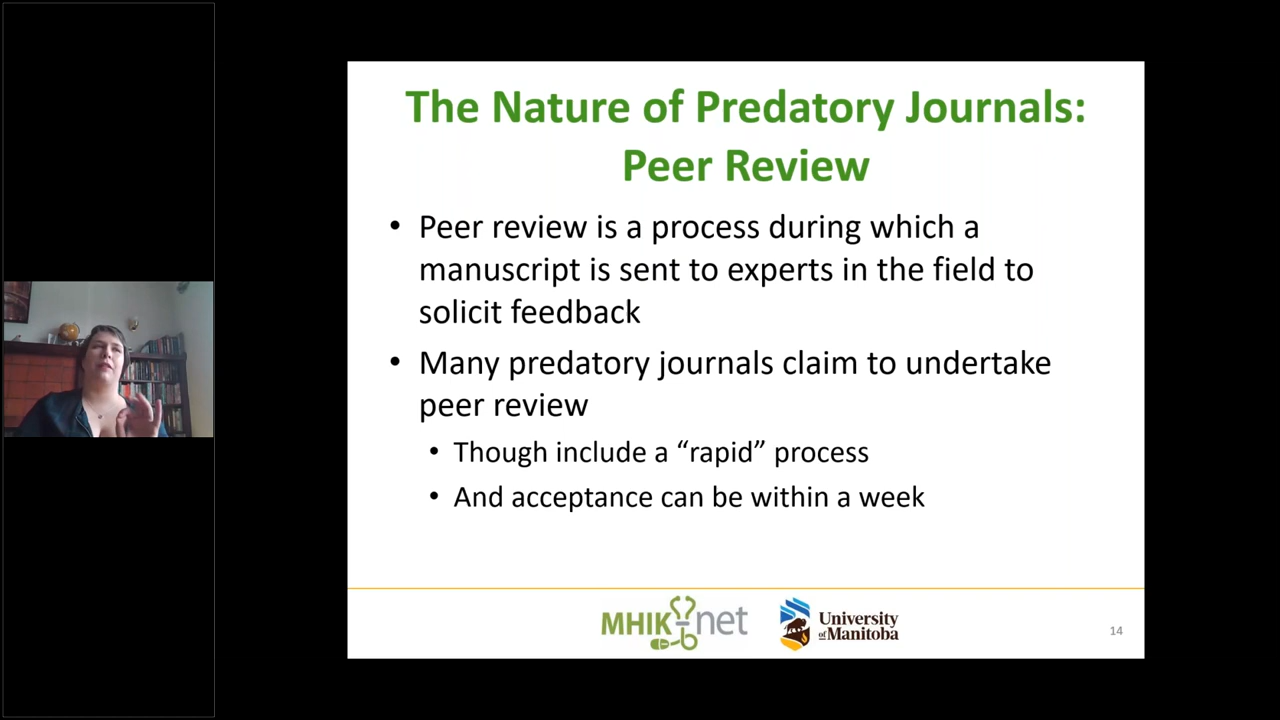 The Nature of Predatory Journals:
Peer Review
• Peer review is a process during which a
manuscript is sent to experts in the field to
solicit feedback
• Many predatory journals claim to undertake
peer review
• Though include a “rapid” process
• And acceptance can be within a week
MHIKnet
University
of Manitoba
14